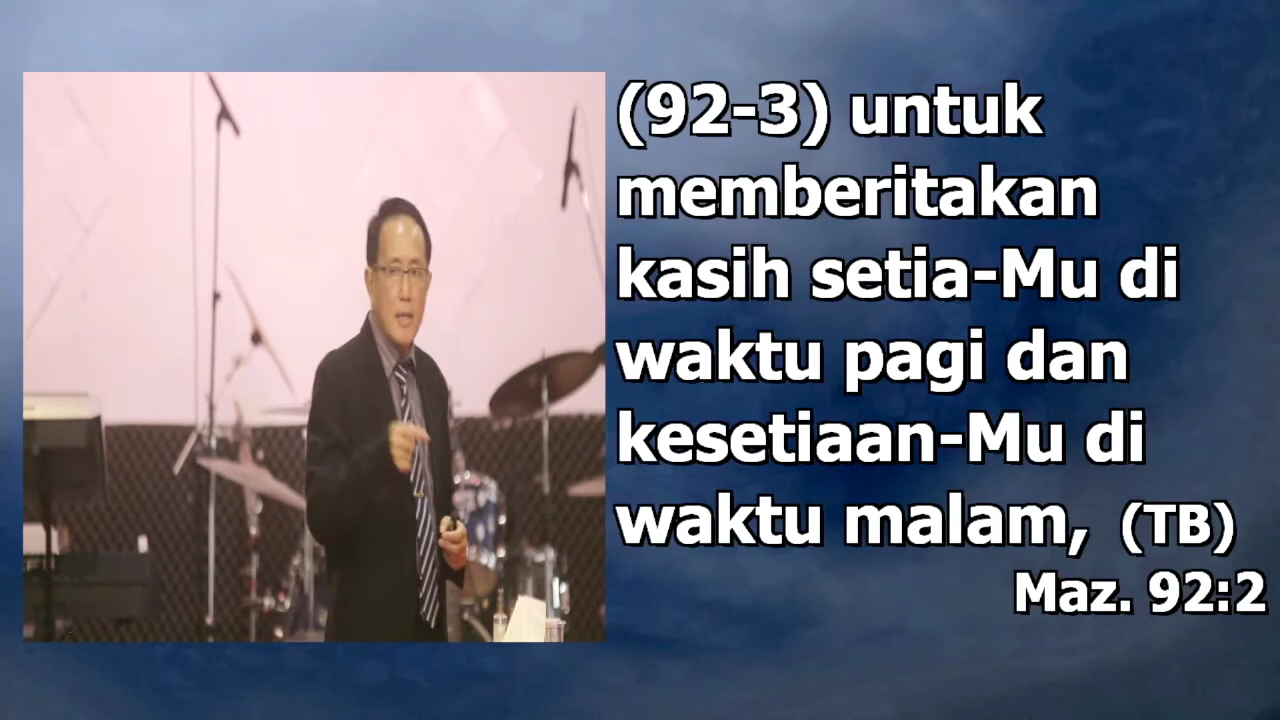 (92-3) untuk
memberitakan
kasih setia-Mu di
waktu pagi dan
kesetiaan-Mu di
waktu malam, (TB)
Maz. 92:2